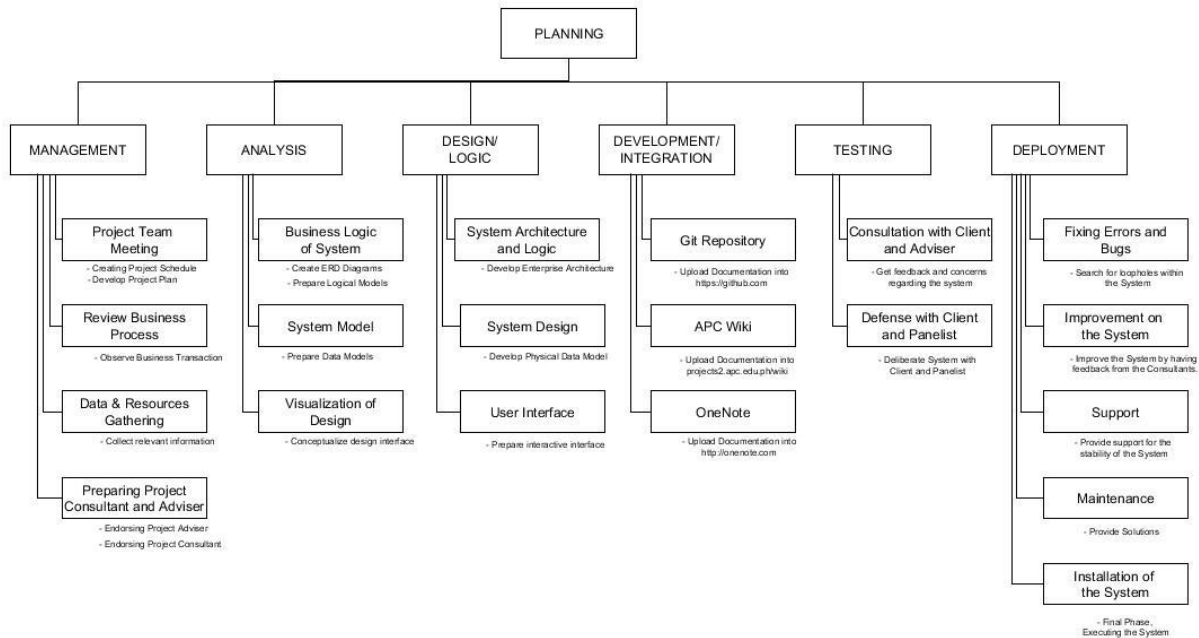 PLANNING
MANAGEMENT
Project Team
Meeting
- Creating Project Schedule
- Develop Project Plan
Review Business
Process
- Observe Business Transaction
Data & Resources
Gathering
- Collect relevant information
Preparing Project
Consultant and Adviser
- Endorsing Project Adviser
- Endorsing Project Consultant
ANALYSIS
Business Logic
of System
- Create ERD Diagrams
- Prepare Logical Models
System Model
- Prepare Data Models
Visualization of
Design
- Conceptualize design interface
DESIGN/
LOGIC
System Architecture
and Logic
- Develop Enterprise Architecture
System Design
- Develop Physical Data Model
User Interface
- Prepare interactive interface
DEVELOPMENT/
INTEGRATION
Git Repository
- Upload Documentation into
https://github.com
APC Wiki
- Upload Documentation into
projects2.apc.edu.ph/wiki
OneNote
- Upload Documentation into
http://onenote.com
TESTING
Consultation with Client
and Adviser
- Get feedback and concerns
regarding the system
Defense with Client
and Panelist
- Deliberate System with
Client and Panelist
DEPLOYMENT
Fixing Errors and
Bugs
- Search for loopholes within
the System
Improvement on
the System
- Improve the System by having
feedback from the Consultants.
Support
- Provide support for the
stability of the System
Maintenance
- Provide Solutions
Installation of
the System
- Final Phase,
Executing the System